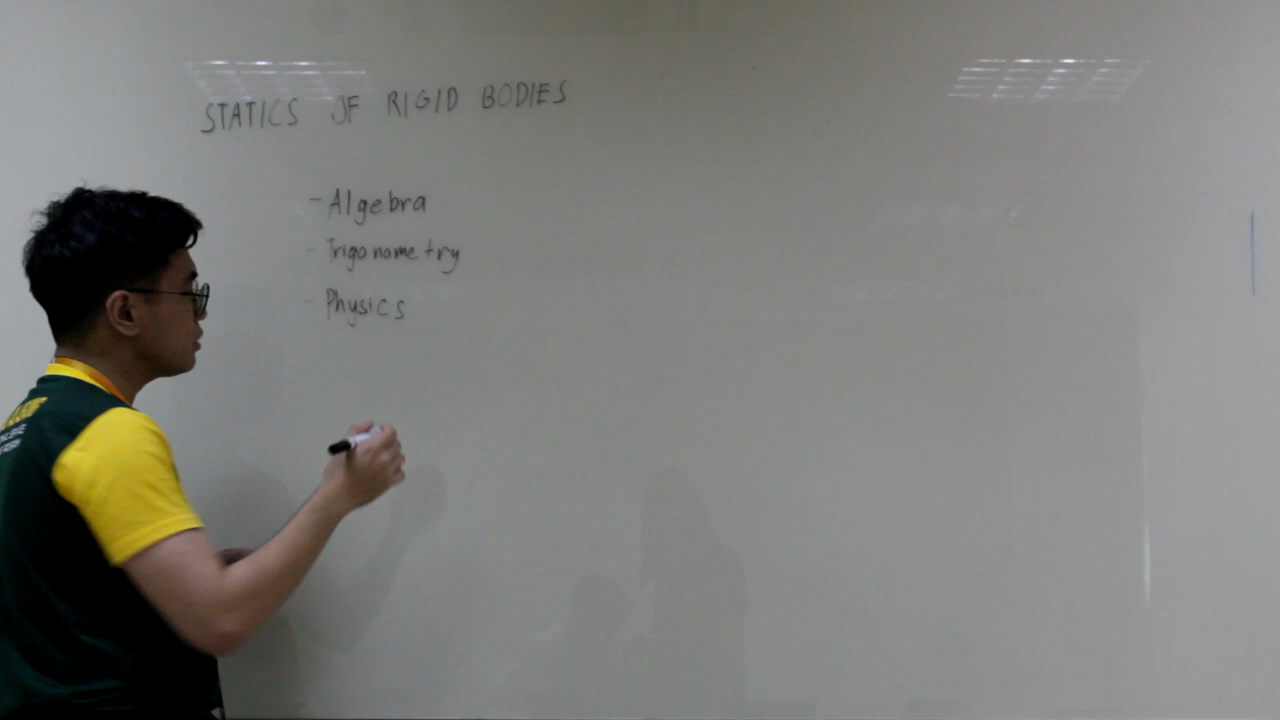 STATICS OF RIGID BODIES
- Algebra
- Trigonometry
- Physics